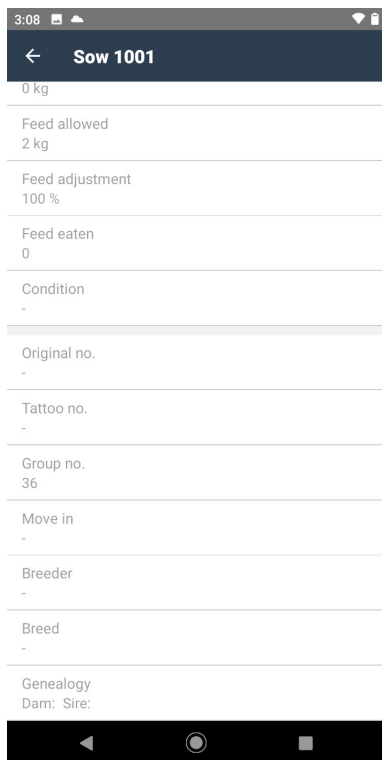 3:08
Sow 1001
0 kg
Feed allowed
2 kg
Feed adjustment
100 %
Feed eaten
0
Condition
-
Original no.
-
Tattoo no.
-
Group no.
36
Move in
-
Breeder
-
Breed
-
Genealogy
Dam:  Sire: